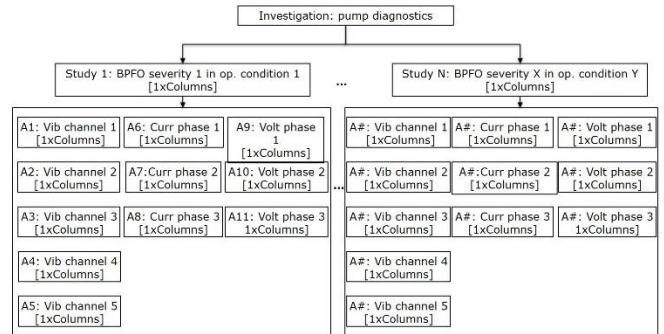 Investigation: pump diagnostics
Study 1: BPFO severity 1 in op. condition 1
[1xColumns]
...
Study N: BPFO severity X in op. condition Y
[1xColumns]
A1: Vib channel 1
[1xColumns]
A6: Curr phase 1
[1xColumns]
A9: Volt phase
1
[1xColumns]
A2: Vib channel 2
[1xColumns]
A7:Curr phase 2
[1xColumns]
A10: Volt phase 2
[1xColumns]
A3: Vib channel 3
[1xColumns]
A8: Curr phase 3
[1xColumns]
A11: Volt phase 3
1xColumns]
A4: Vib channel 4
[1xColumns]
A5: Vib channel 5
[1xColumns]
...
A#: Vib channel 1
[1xColumns]
A#: Curr phase 1
[1xColumns]
A#: Volt phase 1
[1xColumns]
A#: Vib channel 2
[1xColumns]
A#:Curr phase 2
[1xColumns]
A#: Volt phase 2
[1xColumns]
A#: Vib channel 3
[1xColumns]
A#: Curr phase 3
[1xColumns]
A#: Volt phase 3
1xColumns]
A#: Vib channel 4
[1xColumns]
A#: Vib channel 5
[1xColumns]